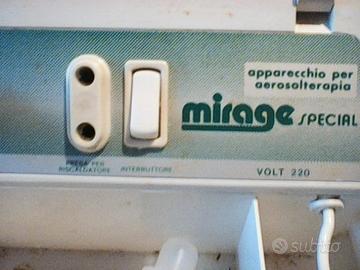 apparecchio per
aerosolterapia
mirage SPECIAL
PRESA PER
RISCALDATORE
INTERRUTTORE
VOLT 220
subito